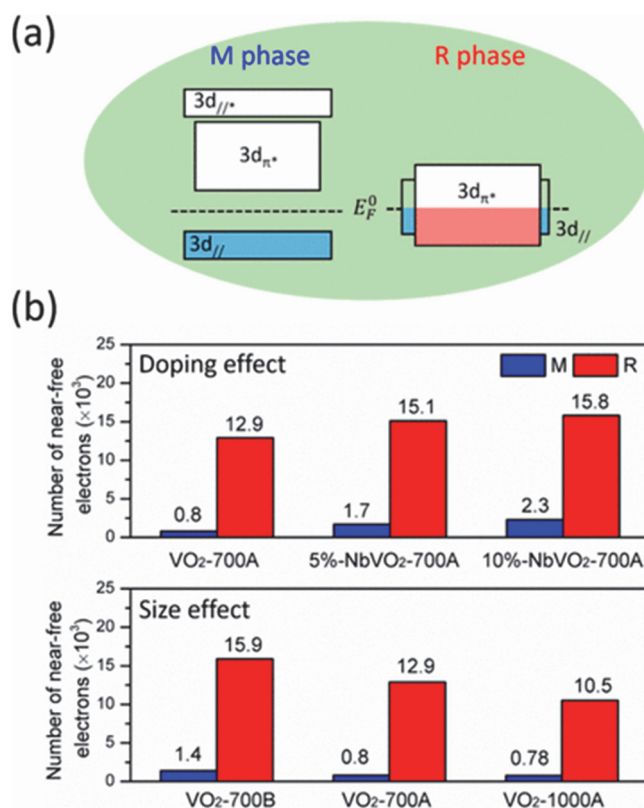 (a)
M phase
R phase
3d//*
3dπ*
E_F^0
3d//
3dπ*
3d//
(b)
Doping effect
M R
Number of near-free
electrons (×10³)
25
20
15
10
5
0
0.8
12.9
1.7
15.1
2.3
15.8
VO₂-700A 5%-NbVO₂-700A 10%-NbVO₂-700A
Size effect
Number of near-free
electrons (×10³)
25
20
15
10
5
0
1.4
15.9
0.8
12.9
0.78
10.5
VO₂-700B VO₂-700A VO₂-1000A